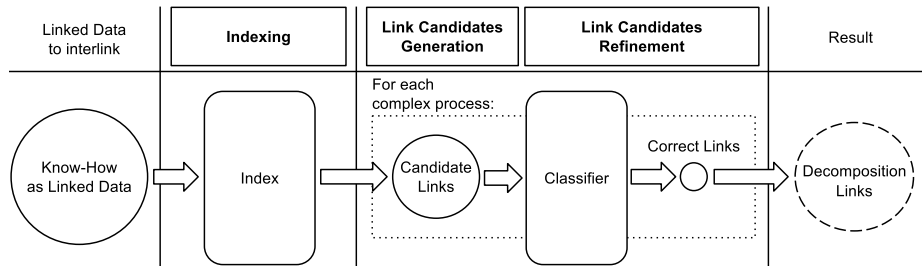 Linked Data
to interlink
Indexing
Link Candidates
Generation
Link Candidates
Refinement
Result
For each
complex process:
Know-How
as Linked Data
Index
Candidate
Links
Classifier
Correct Links
Decomposition
Links